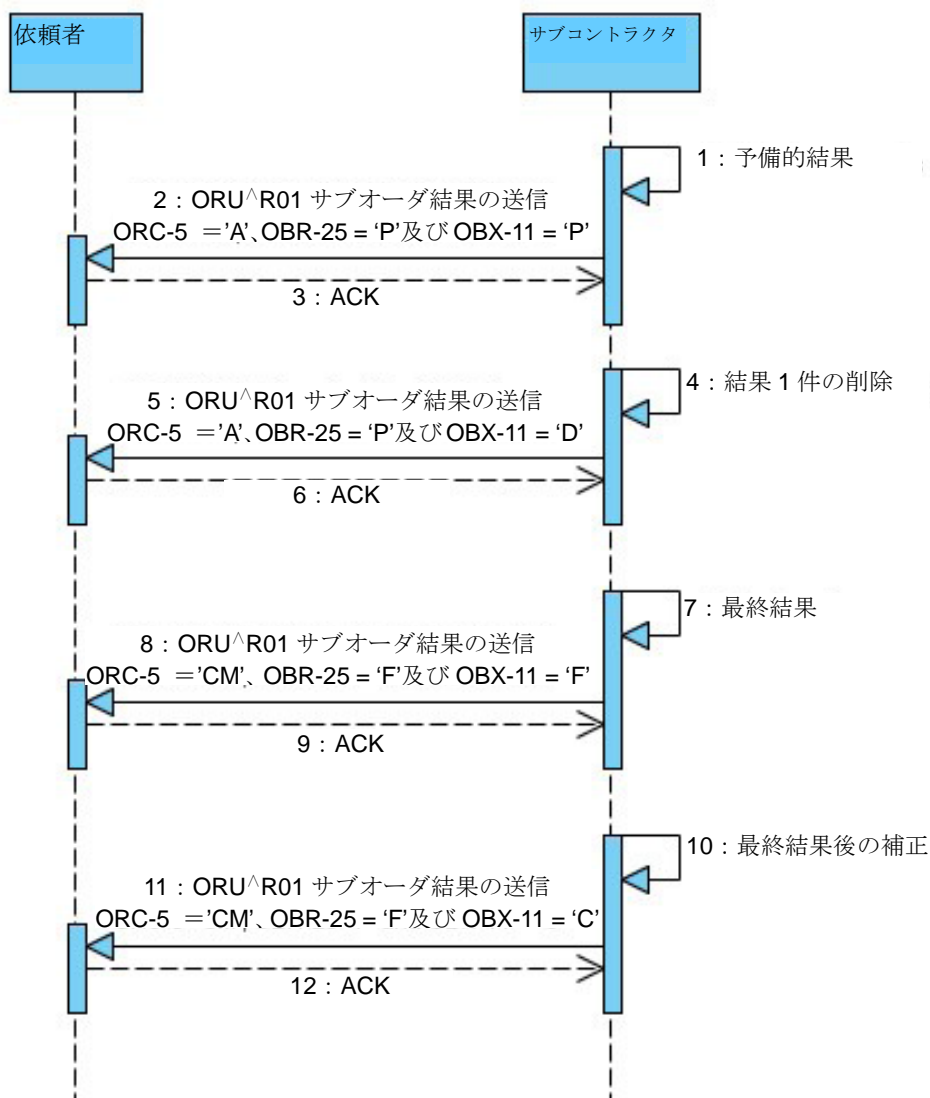 依頼者
サブコントラクタ
1：予備的結果
2：ORU^R01 サブオーダ結果の送信
ORC-5 ＝’A’、OBR-25 = ‘P’及び OBX-11 = ‘P’
3：ACK
4：結果 1 件の削除
5：ORU^R01 サブオーダ結果の送信
ORC-5 ＝’A’、OBR-25 = ‘P’及び OBX-11 = ‘D’
6：ACK
7：最終結果
8：ORU^R01 サブオーダ結果の送信
ORC-5 ＝’CM’、OBR-25 = ‘F’及び OBX-11 = ‘F’
9：ACK
10：最終結果後の補正
11：ORU^R01 サブオーダ結果の送信
ORC-5 ＝’CM’、OBR-25 = ‘F’及び OBX-11 = ‘C’
12：ACK